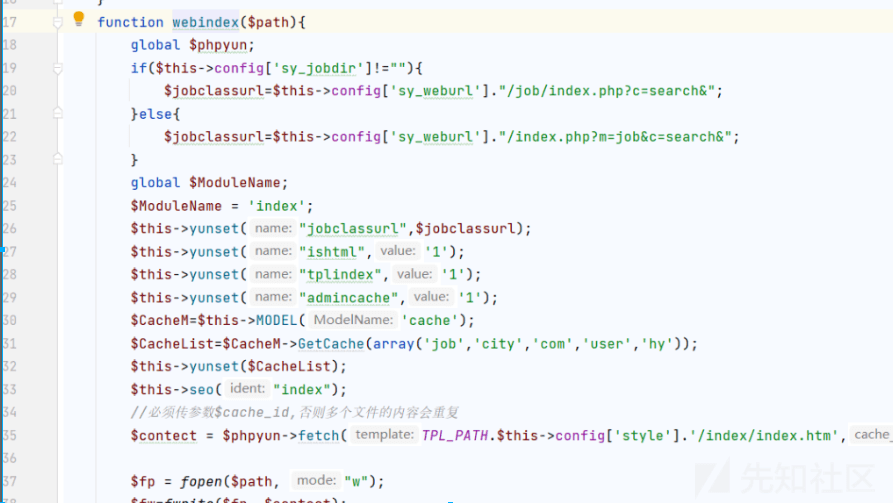 17 function webindex($path){
18 global $phpyun;
19 if($this->config['sy_jobdir']!=""){
20 $jobclassurl=$this->config['sy_weburl']."/job/index.php?c=search&";
21 }else{
22 $jobclassurl=$this->config['sy_weburl']."/index.php?m=job&c=search&";
23 }
24 global $ModuleName;
25 $ModuleName = 'index';
26 $this->yunset( name: "jobclassurl",$jobclassurl);
27 $this->yunset( name: "ishtml", value: '1');
28 $this->yunset( name: "tplindex", value: '1');
29 $this->yunset( name: "admincache", value: '1');
30 $CacheM=$this->MODEL( ModelName: 'cache');
31 $CacheList=$CacheM->GetCache(array('job','city','com','user','hy'));
32 $this->yunset($CacheList);
33 $this->seo( ident: "index");
34 //必须传参数$cache_id,否则多个文件的内容会重复
35 $contect = $phpyun->fetch( template: TPL_PATH.$this->config['style'].'/index/index.htm', cache_
36
37 $fp = fopen($path, mode: "w");
先知社区